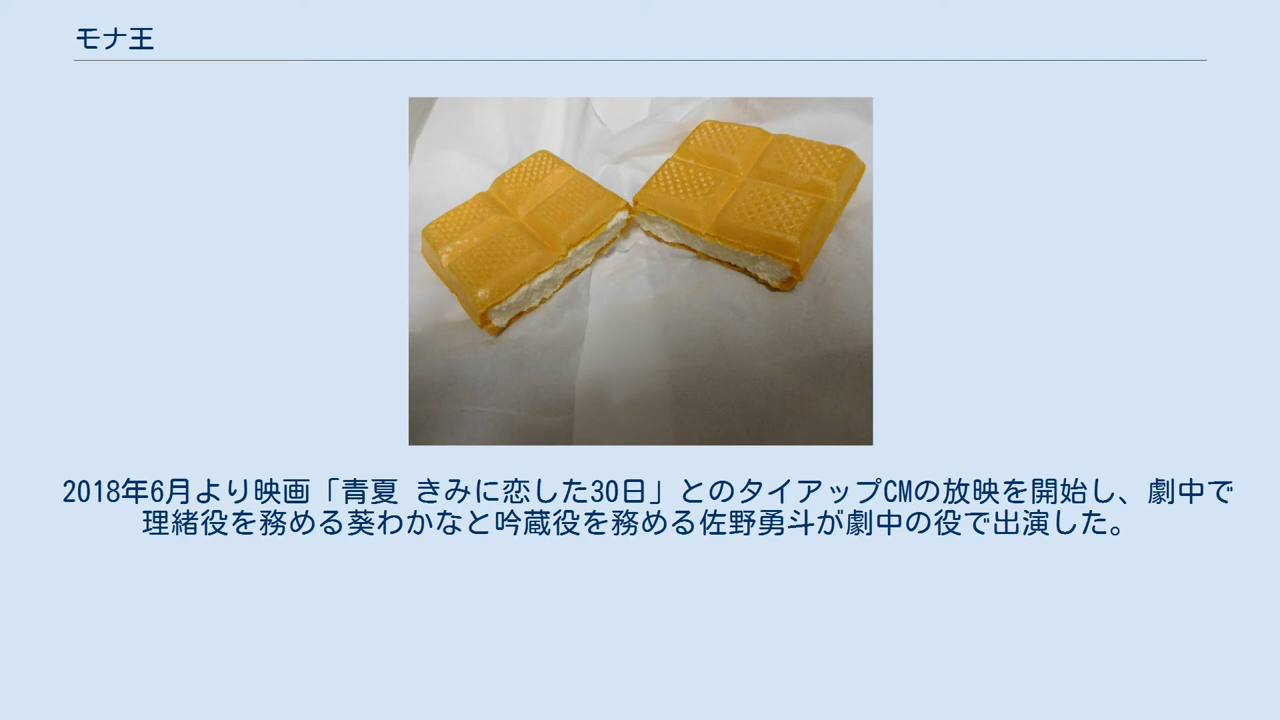 モナ王
2018年6月より映画「青夏 きみに恋した30日」とのタイアップCMの放映を開始し、劇中で
理緒役を務める葵わかなと吟蔵役を務める佐野勇斗が劇中の役で出演した。